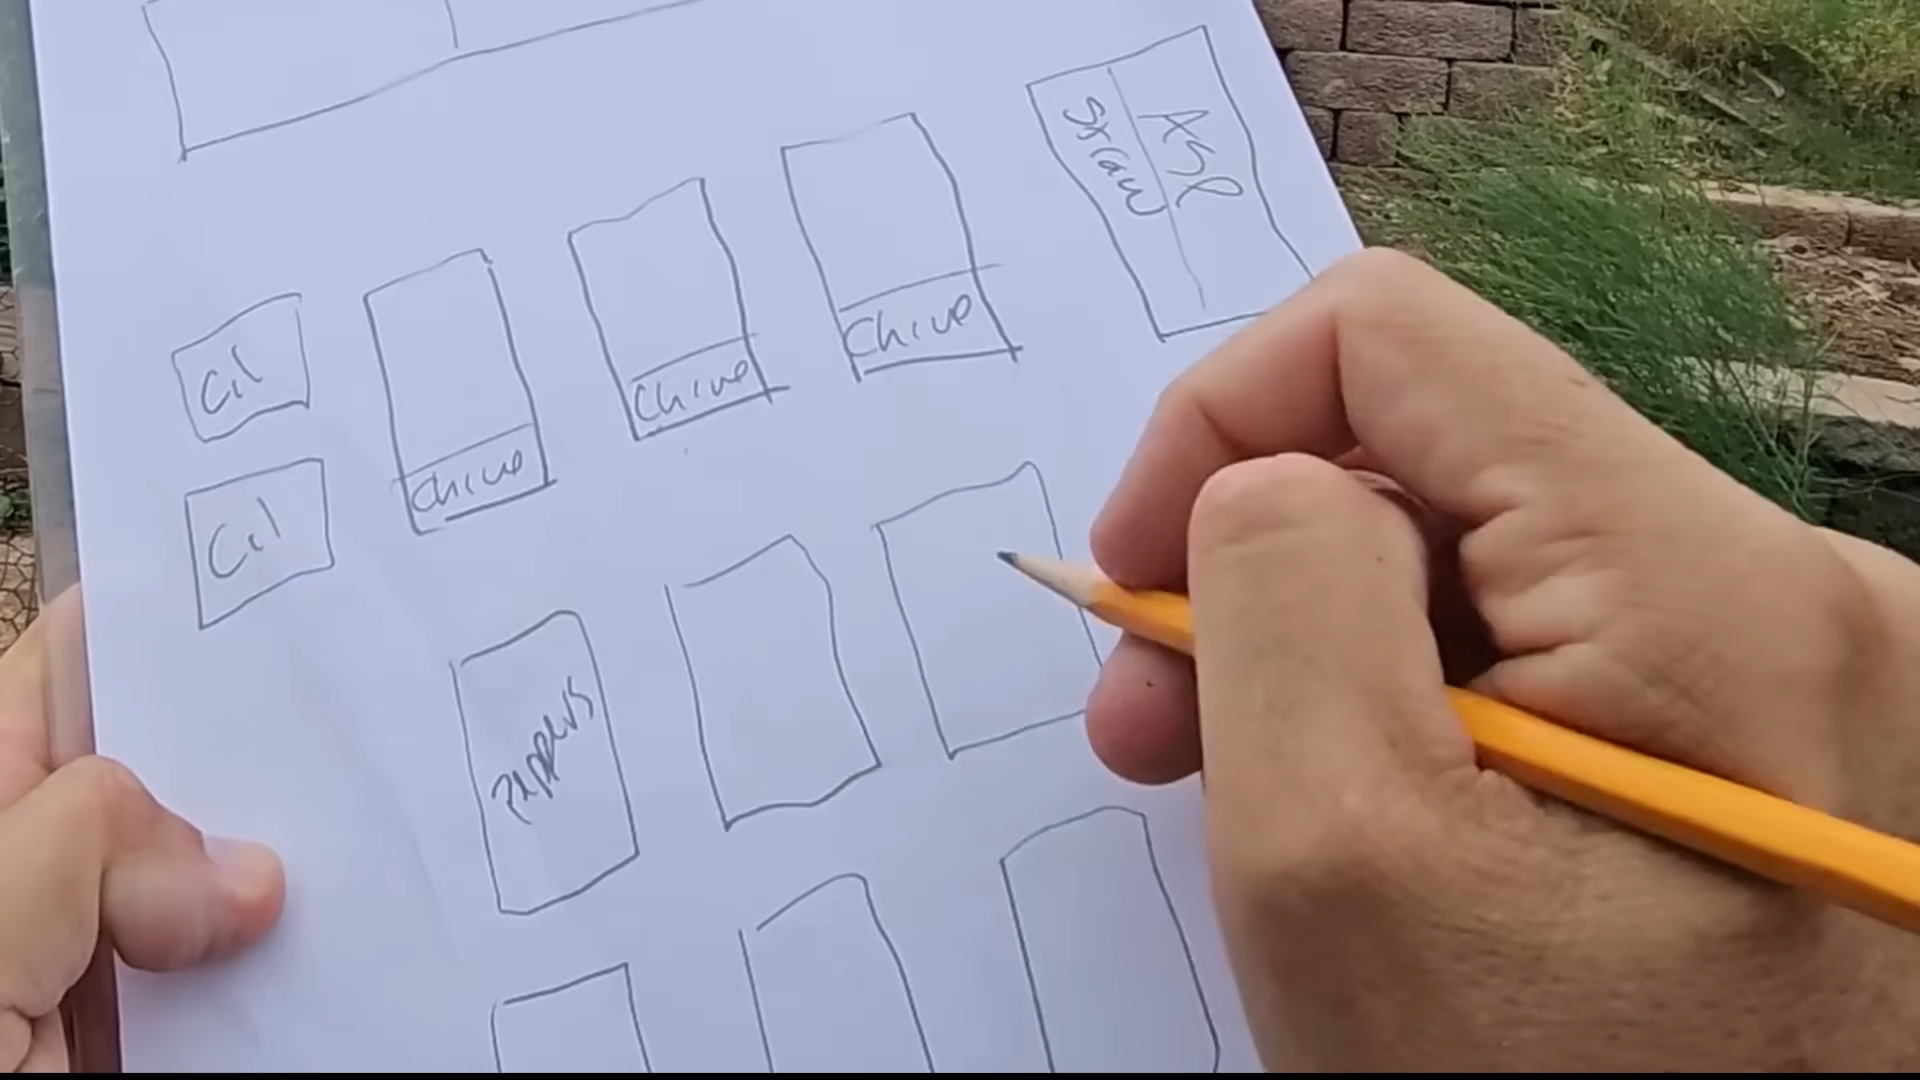 Asp
Straw
Chive
Chive
Chive
Cil
Cil
Peppers